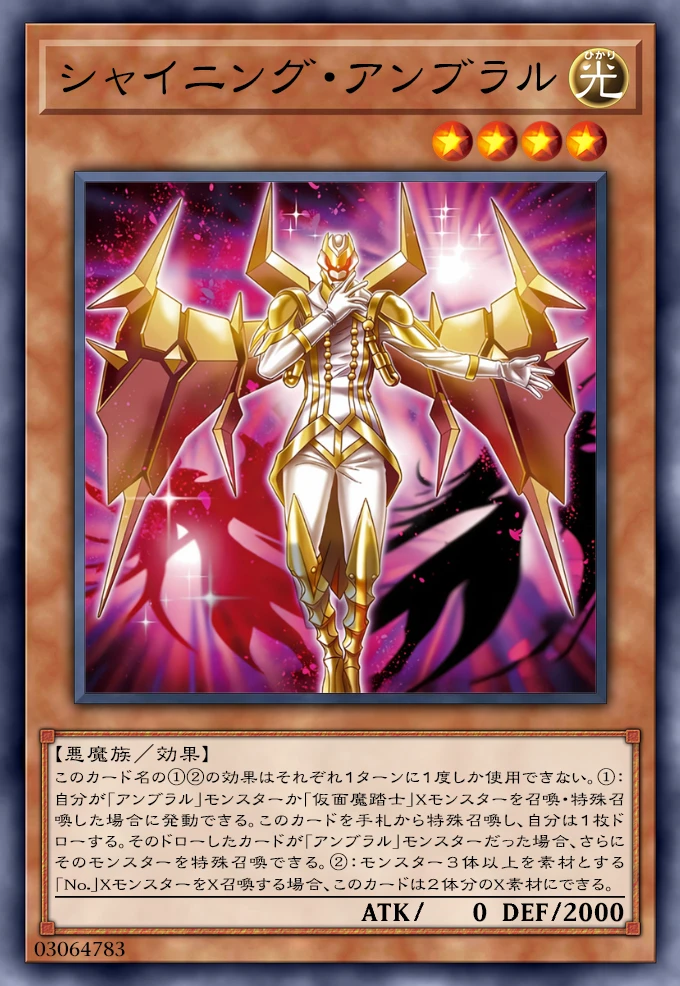 シャイニング・アンブラル
ひかり
光
【悪魔族／効果】
このカード名の①②の効果はそれぞれ1ターンに1度しか使用できない。①：
自分が「アンブラル」モンスターか「仮面魔踏士」Xモンスターを召喚・特殊召
喚した場合に発動できる。このカードを手札から特殊召喚し、自分は1枚ド
ローする。そのドローしたカードが「アンブラル」モンスターだった場合、さらに
そのモンスターを特殊召喚できる。②：モンスター3体以上を素材とする
「No.」XモンスターをX召喚する場合、このカードは2体分のX素材にできる。
ATK/ 0 DEF/2000
03064783